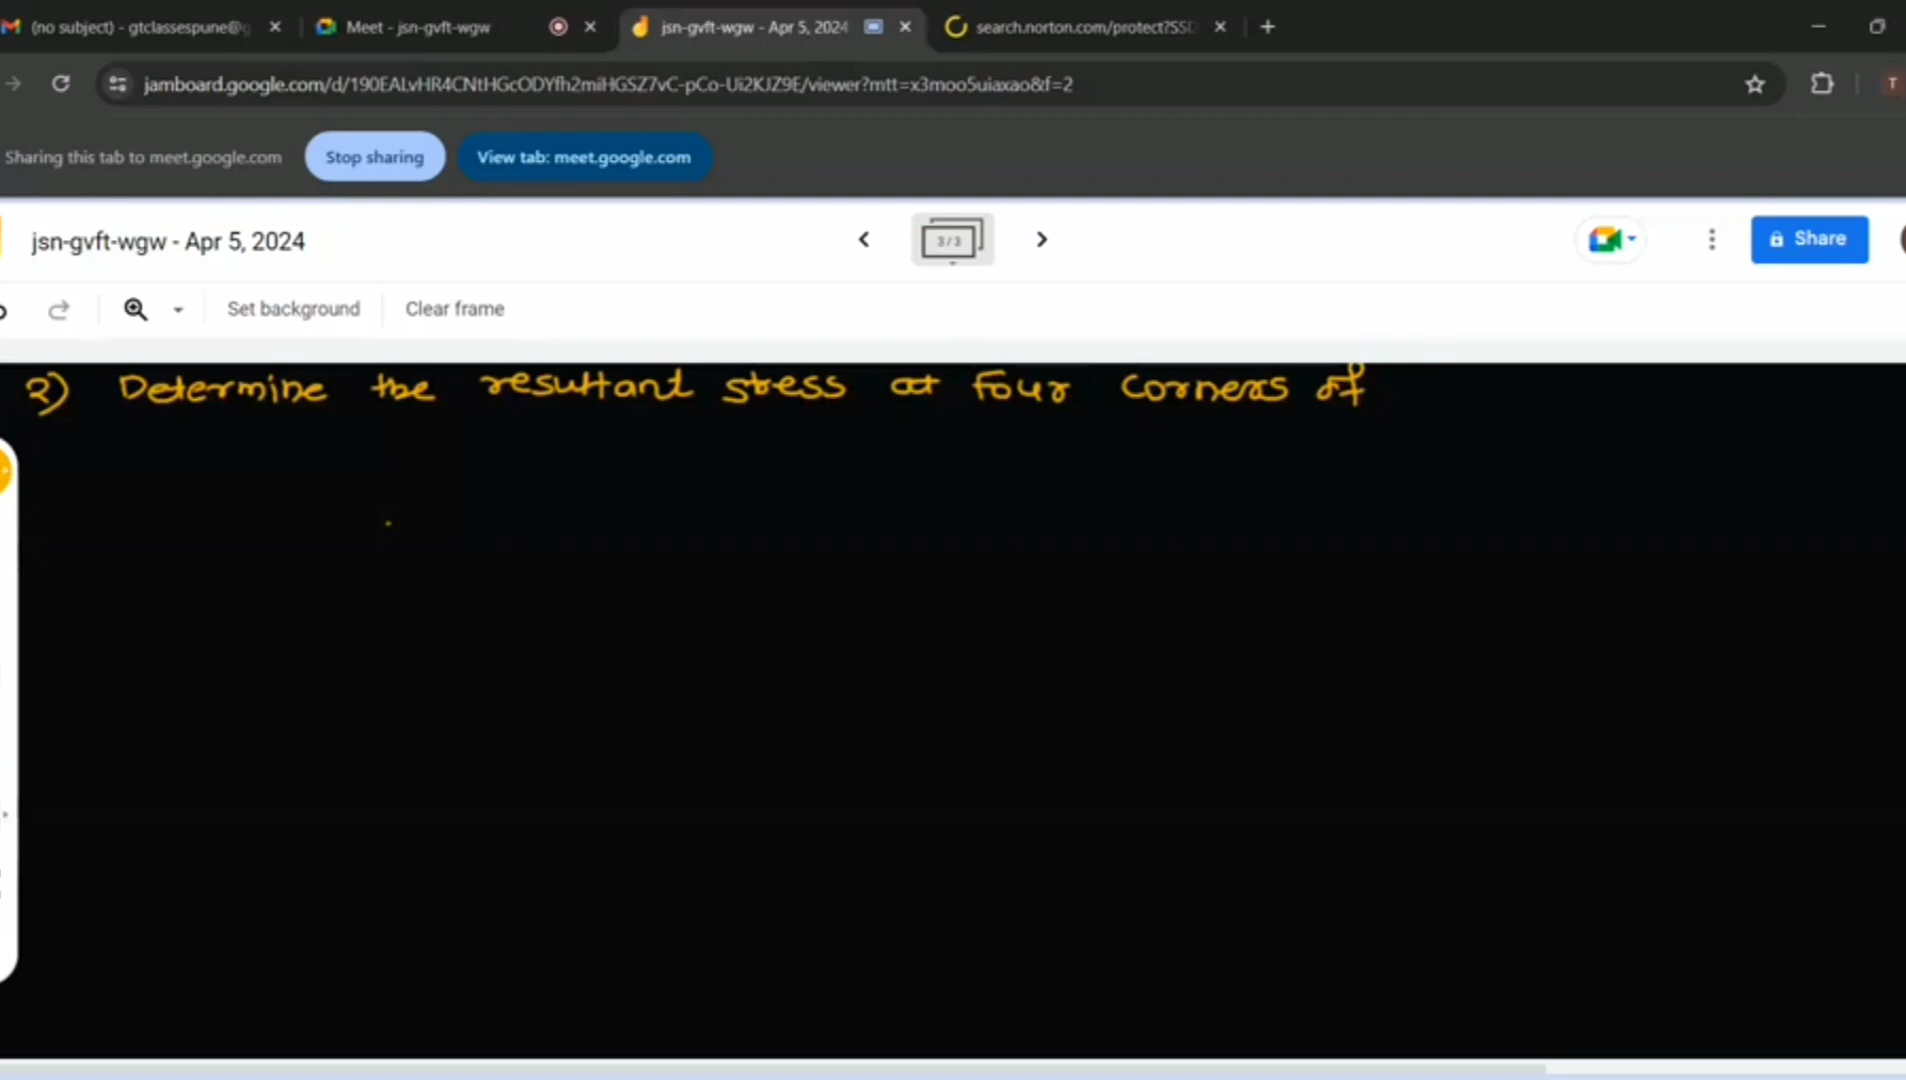 (no subject) - gtclassespune@g
Meet - jsn-gvft-wgw
jsn-gvft-wgw - Apr 5, 2024
search.norton.com/protect?SSD
jamboard.google.com/d/190EALvHR4CNtHGcODYfh2miHGSZ7vC-pCo-Ui2KJZ9E/viewer?mtt=x3moo5uiaxao&f=2
T
Sharing this tab to meet.google.com
Stop sharing
View tab: meet.google.com
jsn-gvft-wgw - Apr 5, 2024
3/3
Share
Set background
Clear frame
2) Determine the resultant stress at four corners of